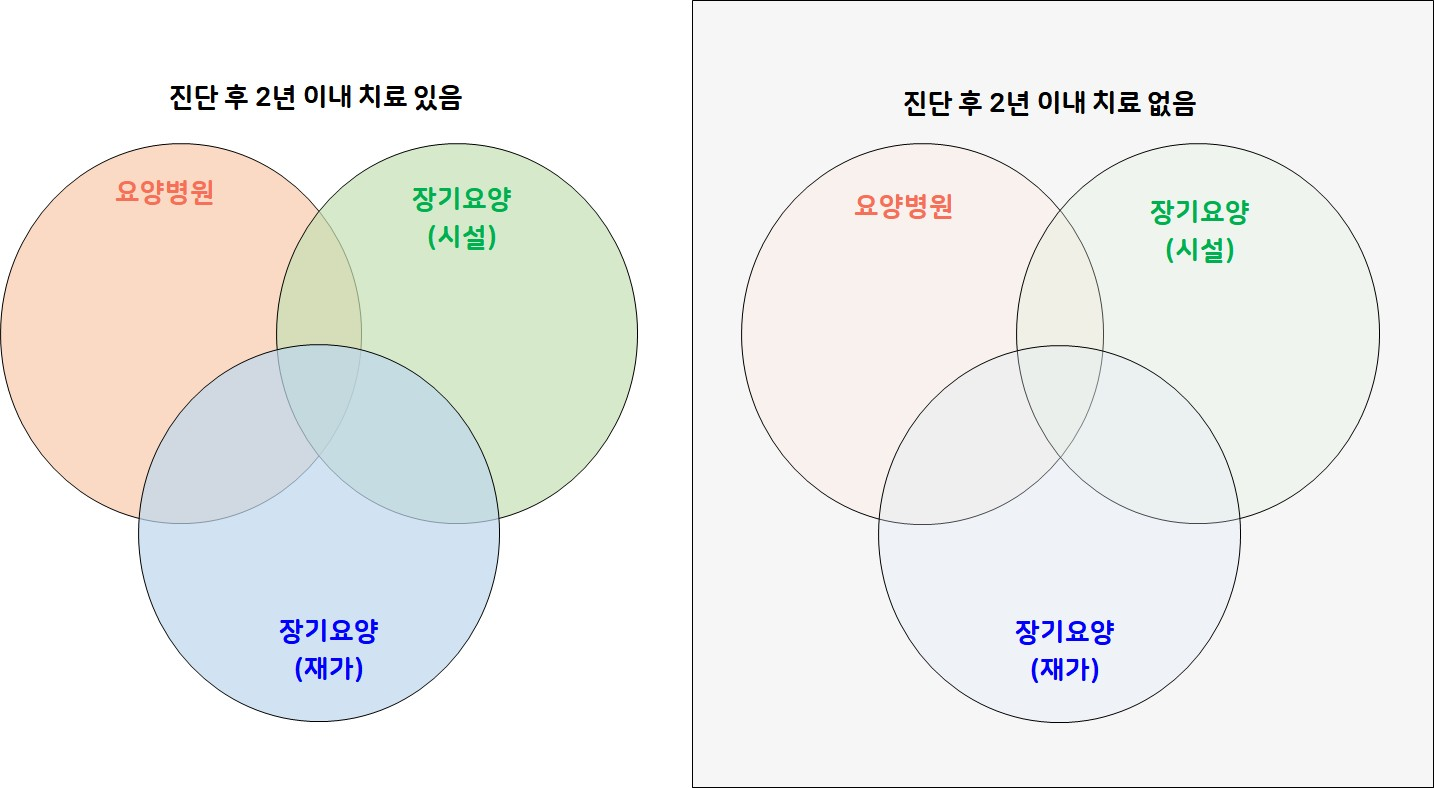 진단 후 2년 이내 치료 있음
요양병원
장기요양
(시설)
장기요양
(재가)
진단 후 2년 이내 치료 없음
요양병원
장기요양
(시설)
장기요양
(재가)